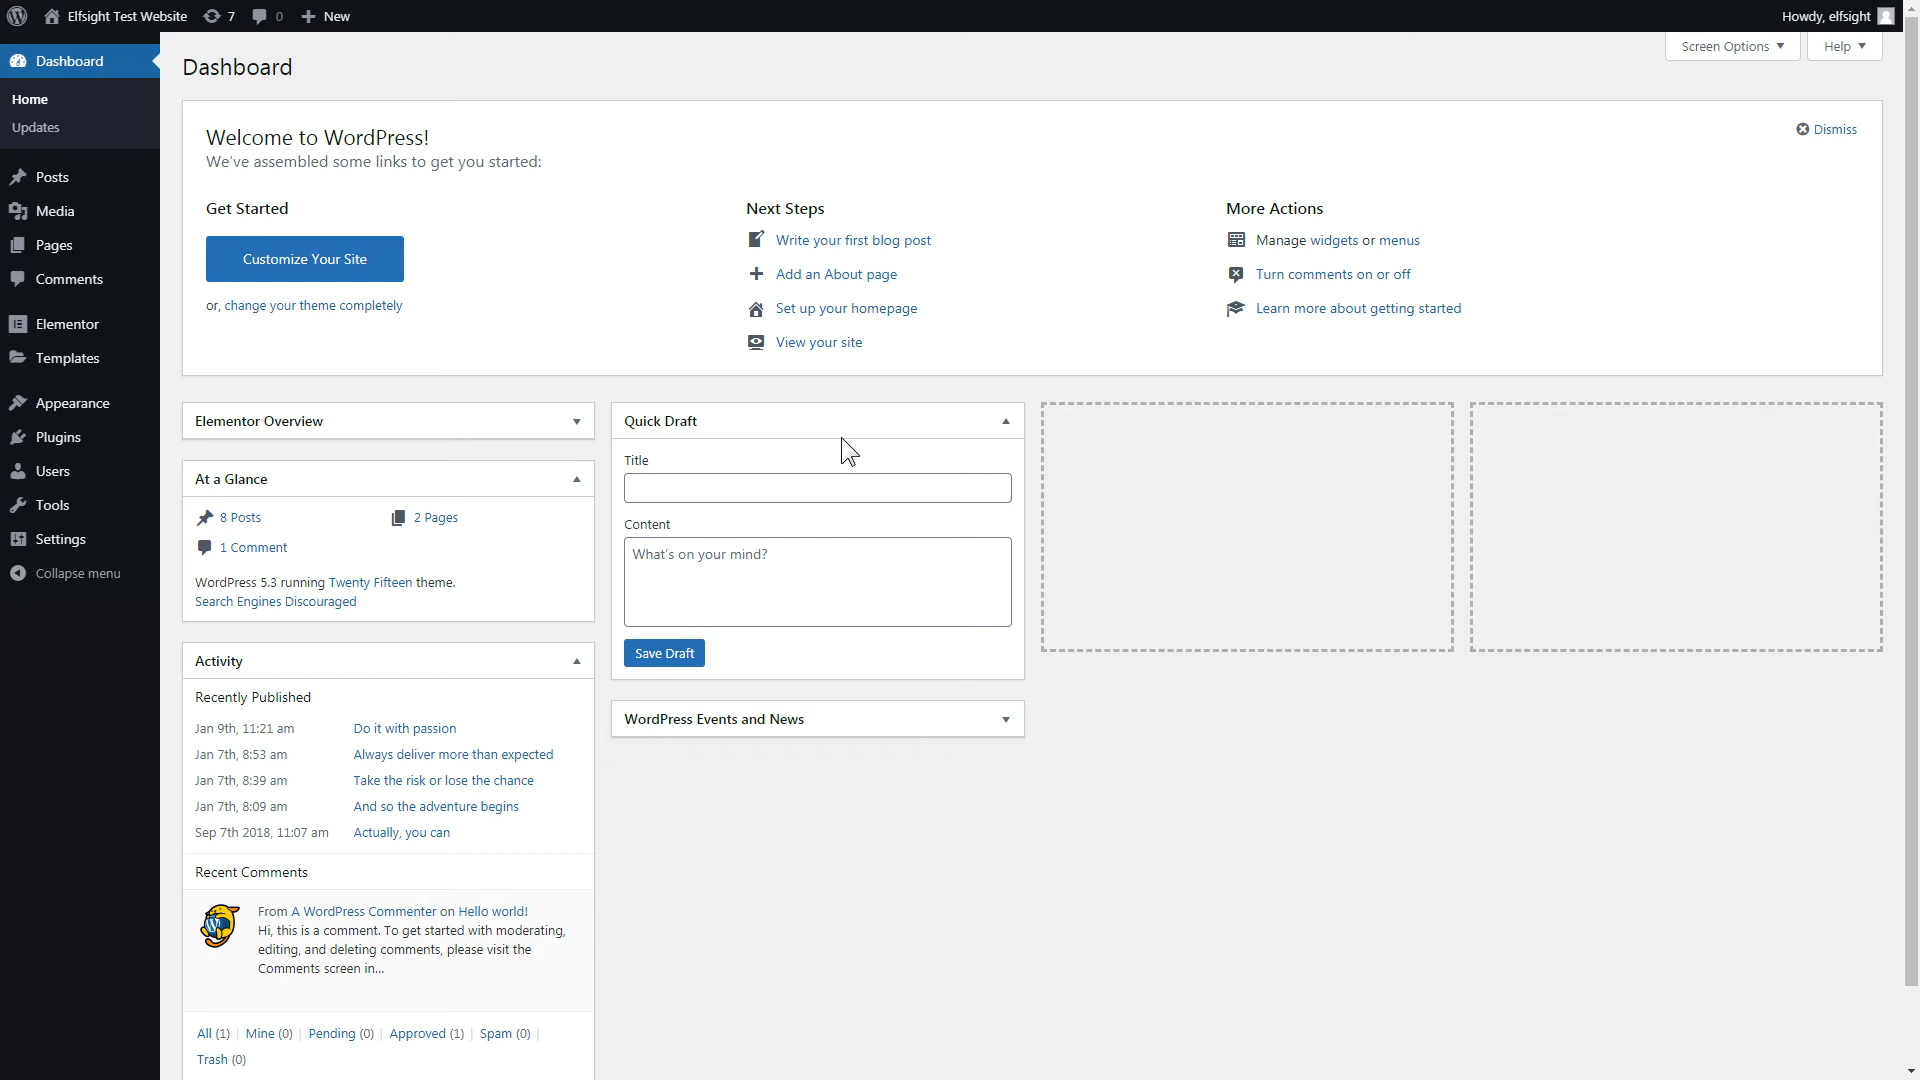 Elfsight Test Website 7 0 New Howdy, elfsight
Screen Options Help
Dashboard
Home
Updates
Posts
Media
Pages
Comments
Elementor
Templates
Appearance
Plugins
Users
Tools
Settings
Collapse menu
Dashboard
Welcome to WordPress!
We've assembled some links to get you started:
Dismiss
Get Started
Customize Your Site
or, change your theme completely
Next Steps
Write your first blog post
Add an About page
Set up your homepage
View your site
More Actions
Manage widgets or menus
Turn comments on or off
Learn more about getting started
Elementor Overview
At a Glance
8 Posts 2 Pages
1 Comment
WordPress 5.3 running Twenty Fifteen theme.
Search Engines Discouraged
Activity
Recently Published
Jan 9th, 11:21 am Do it with passion
Jan 7th, 8:53 am Always deliver more than expected
Jan 7th, 8:39 am Take the risk or lose the chance
Jan 7th, 8:09 am And so the adventure begins
Sep 7th 2018, 11:07 am Actually, you can
Recent Comments
From A WordPress Commenter on Hello world!
Hi, this is a comment. To get started with moderating,
editing, and deleting comments, please visit the
Comments screen in...
All (1) | Mine (0) | Pending (0) | Approved (1) | Spam (0) |
Trash (0)
Quick Draft
Title
Content
What's on your mind?
Save Draft
WordPress Events and News